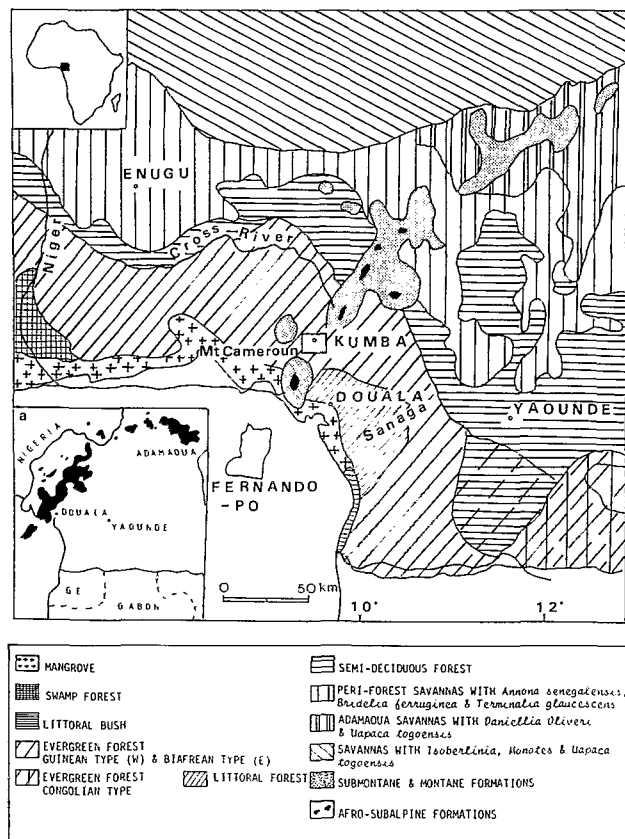 ENUGU
Niger
Cross-River
Mt Cameroun
KUMBA
DOUALA
Sanaga
YAOUNDE
FERNANDO
-PO
0 50 km
10°
12°
a
NIGERIA
ADAMAOUA
DOUALA
YAOUNDE
GE
GABON
MANGROVE
SWAMP FOREST
LITTORAL BUSH
EVERGREEN FOREST
GUINEAN TYPE (W) & BIAFREAN TYPE (E)
EVERGREEN FOREST
CONGOLIAN TYPE
LITTORAL FOREST
SEMI-DECIDUOUS FOREST
PERI-FOREST SAVANNAS WITH Annona senegalensis,
Bridelia ferruginea & Terminalia glaucescens
ADAMAOUA SAVANNAS WITH Daniellia Oliveri
& Uapaca togoensis
SAVANNAS WITH Isoberlinia, Monotes & Uapaca
togoensis
SUBMONTANE & MONTANE FORMATIONS
AFRO-SUBALPINE FORMATIONS